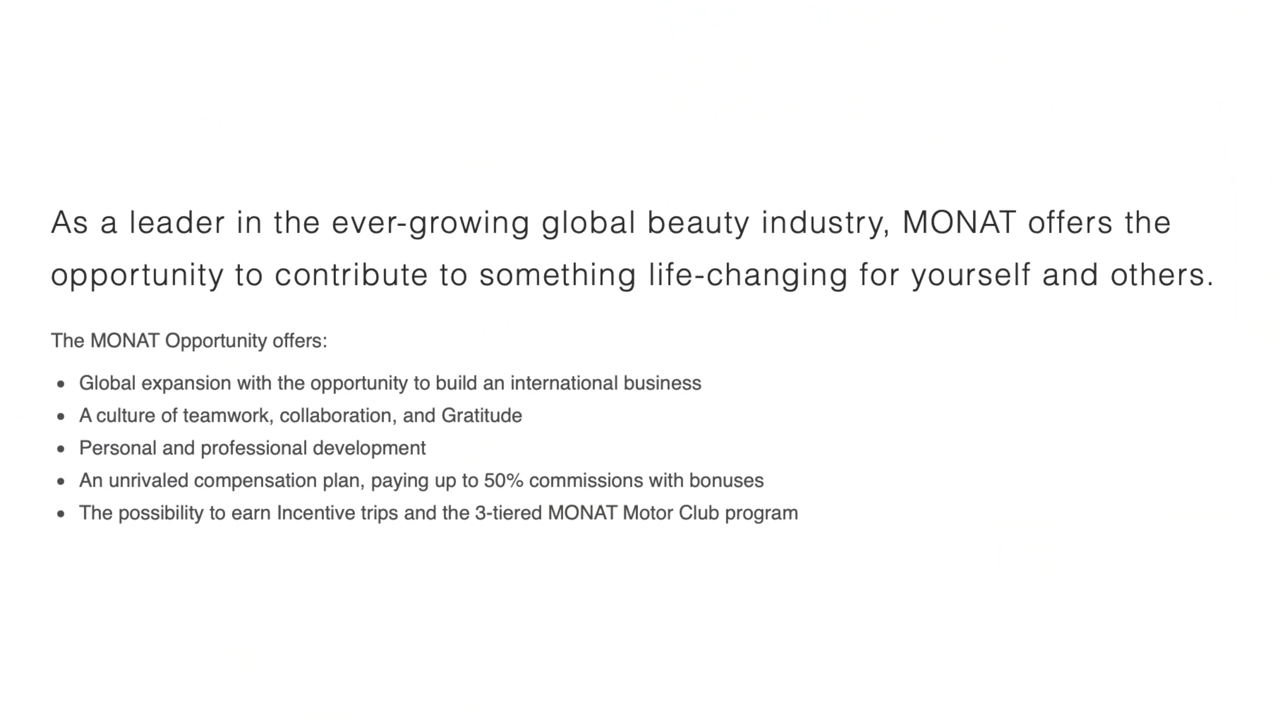 As a leader in the ever-growing global beauty industry, MONAT offers the
opportunity to contribute to something life-changing for yourself and others.
The MONAT Opportunity offers:
• Global expansion with the opportunity to build an international business
• A culture of teamwork, collaboration, and Gratitude
• Personal and professional development
• An unrivaled compensation plan, paying up to 50% commissions with bonuses
• The possibility to earn Incentive trips and the 3-tiered MONAT Motor Club program